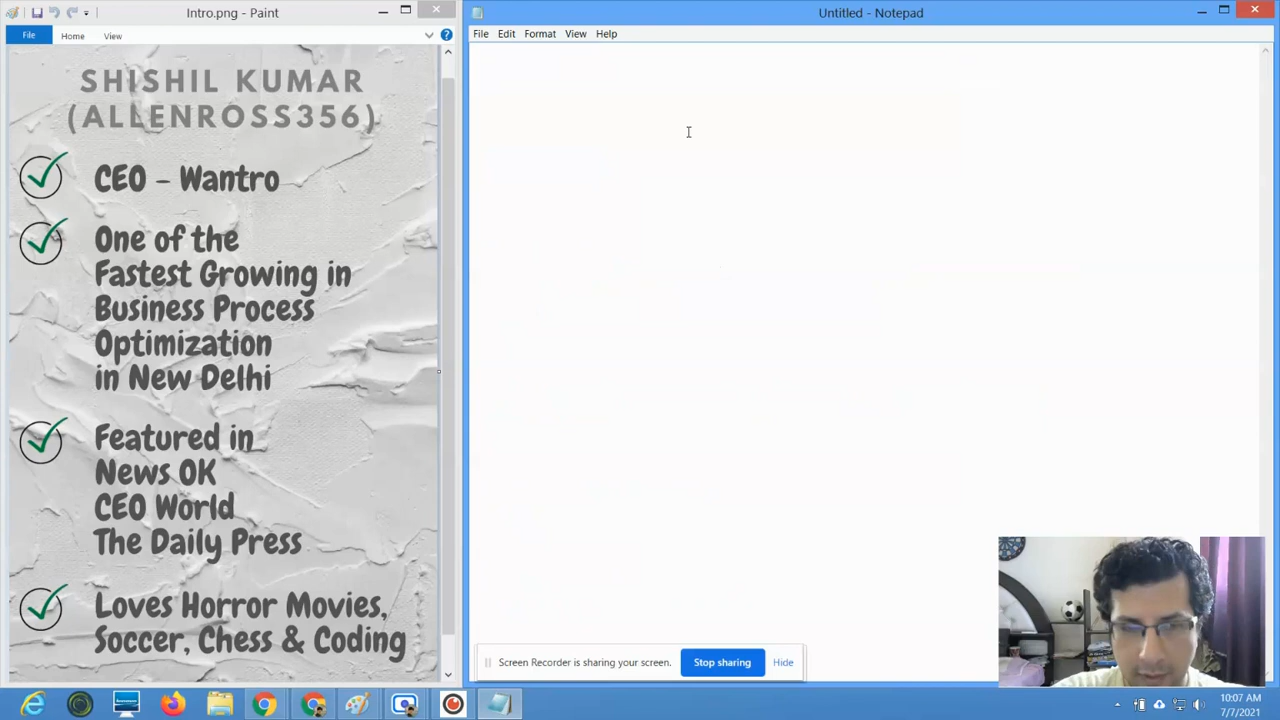 Intro.png - Paint
File Home View
SHISHIL KUMAR
(ALLENROSS356)
CEO - Wantro
One of the
Fastest Growing in
Business Process
Optimization
in New Delhi
Featured in
News OK
CEO World
The Daily Press
Loves Horror Movies,
Soccer, Chess & Coding
Untitled - Notepad
File Edit Format View Help
Screen Recorder is sharing your screen. Stop sharing Hide
10:07 AM
7/7/2021